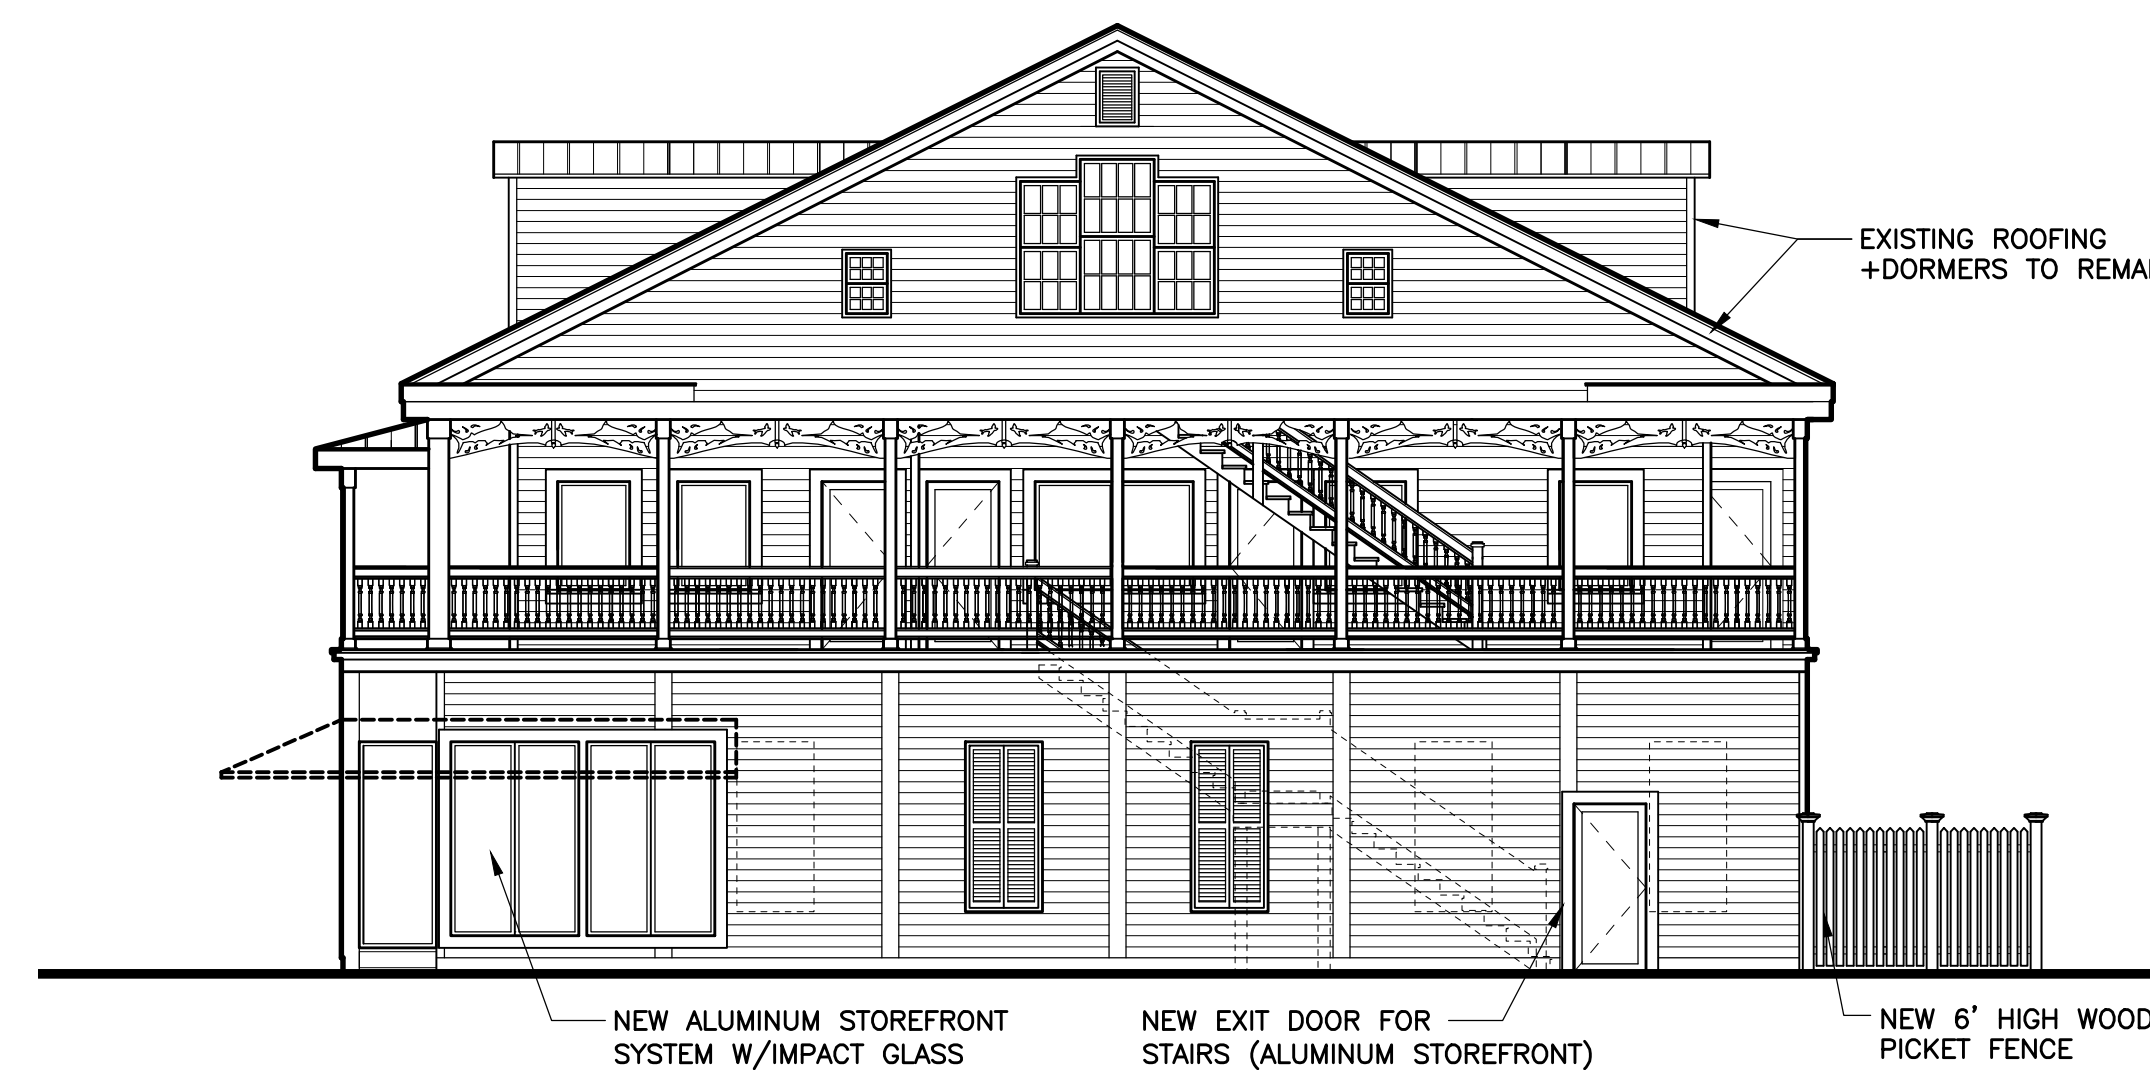 EXISTING ROOFING
+DORMERS TO
NEW ALUMINUM STOREFRONT
SYSTEM W/IMPACT GLASS
NEW EXIT DOOR FOR
STAIRS (ALUMINUM STOREFRONT)
NEW 6' HIGH WOOD
PICKET FENCE